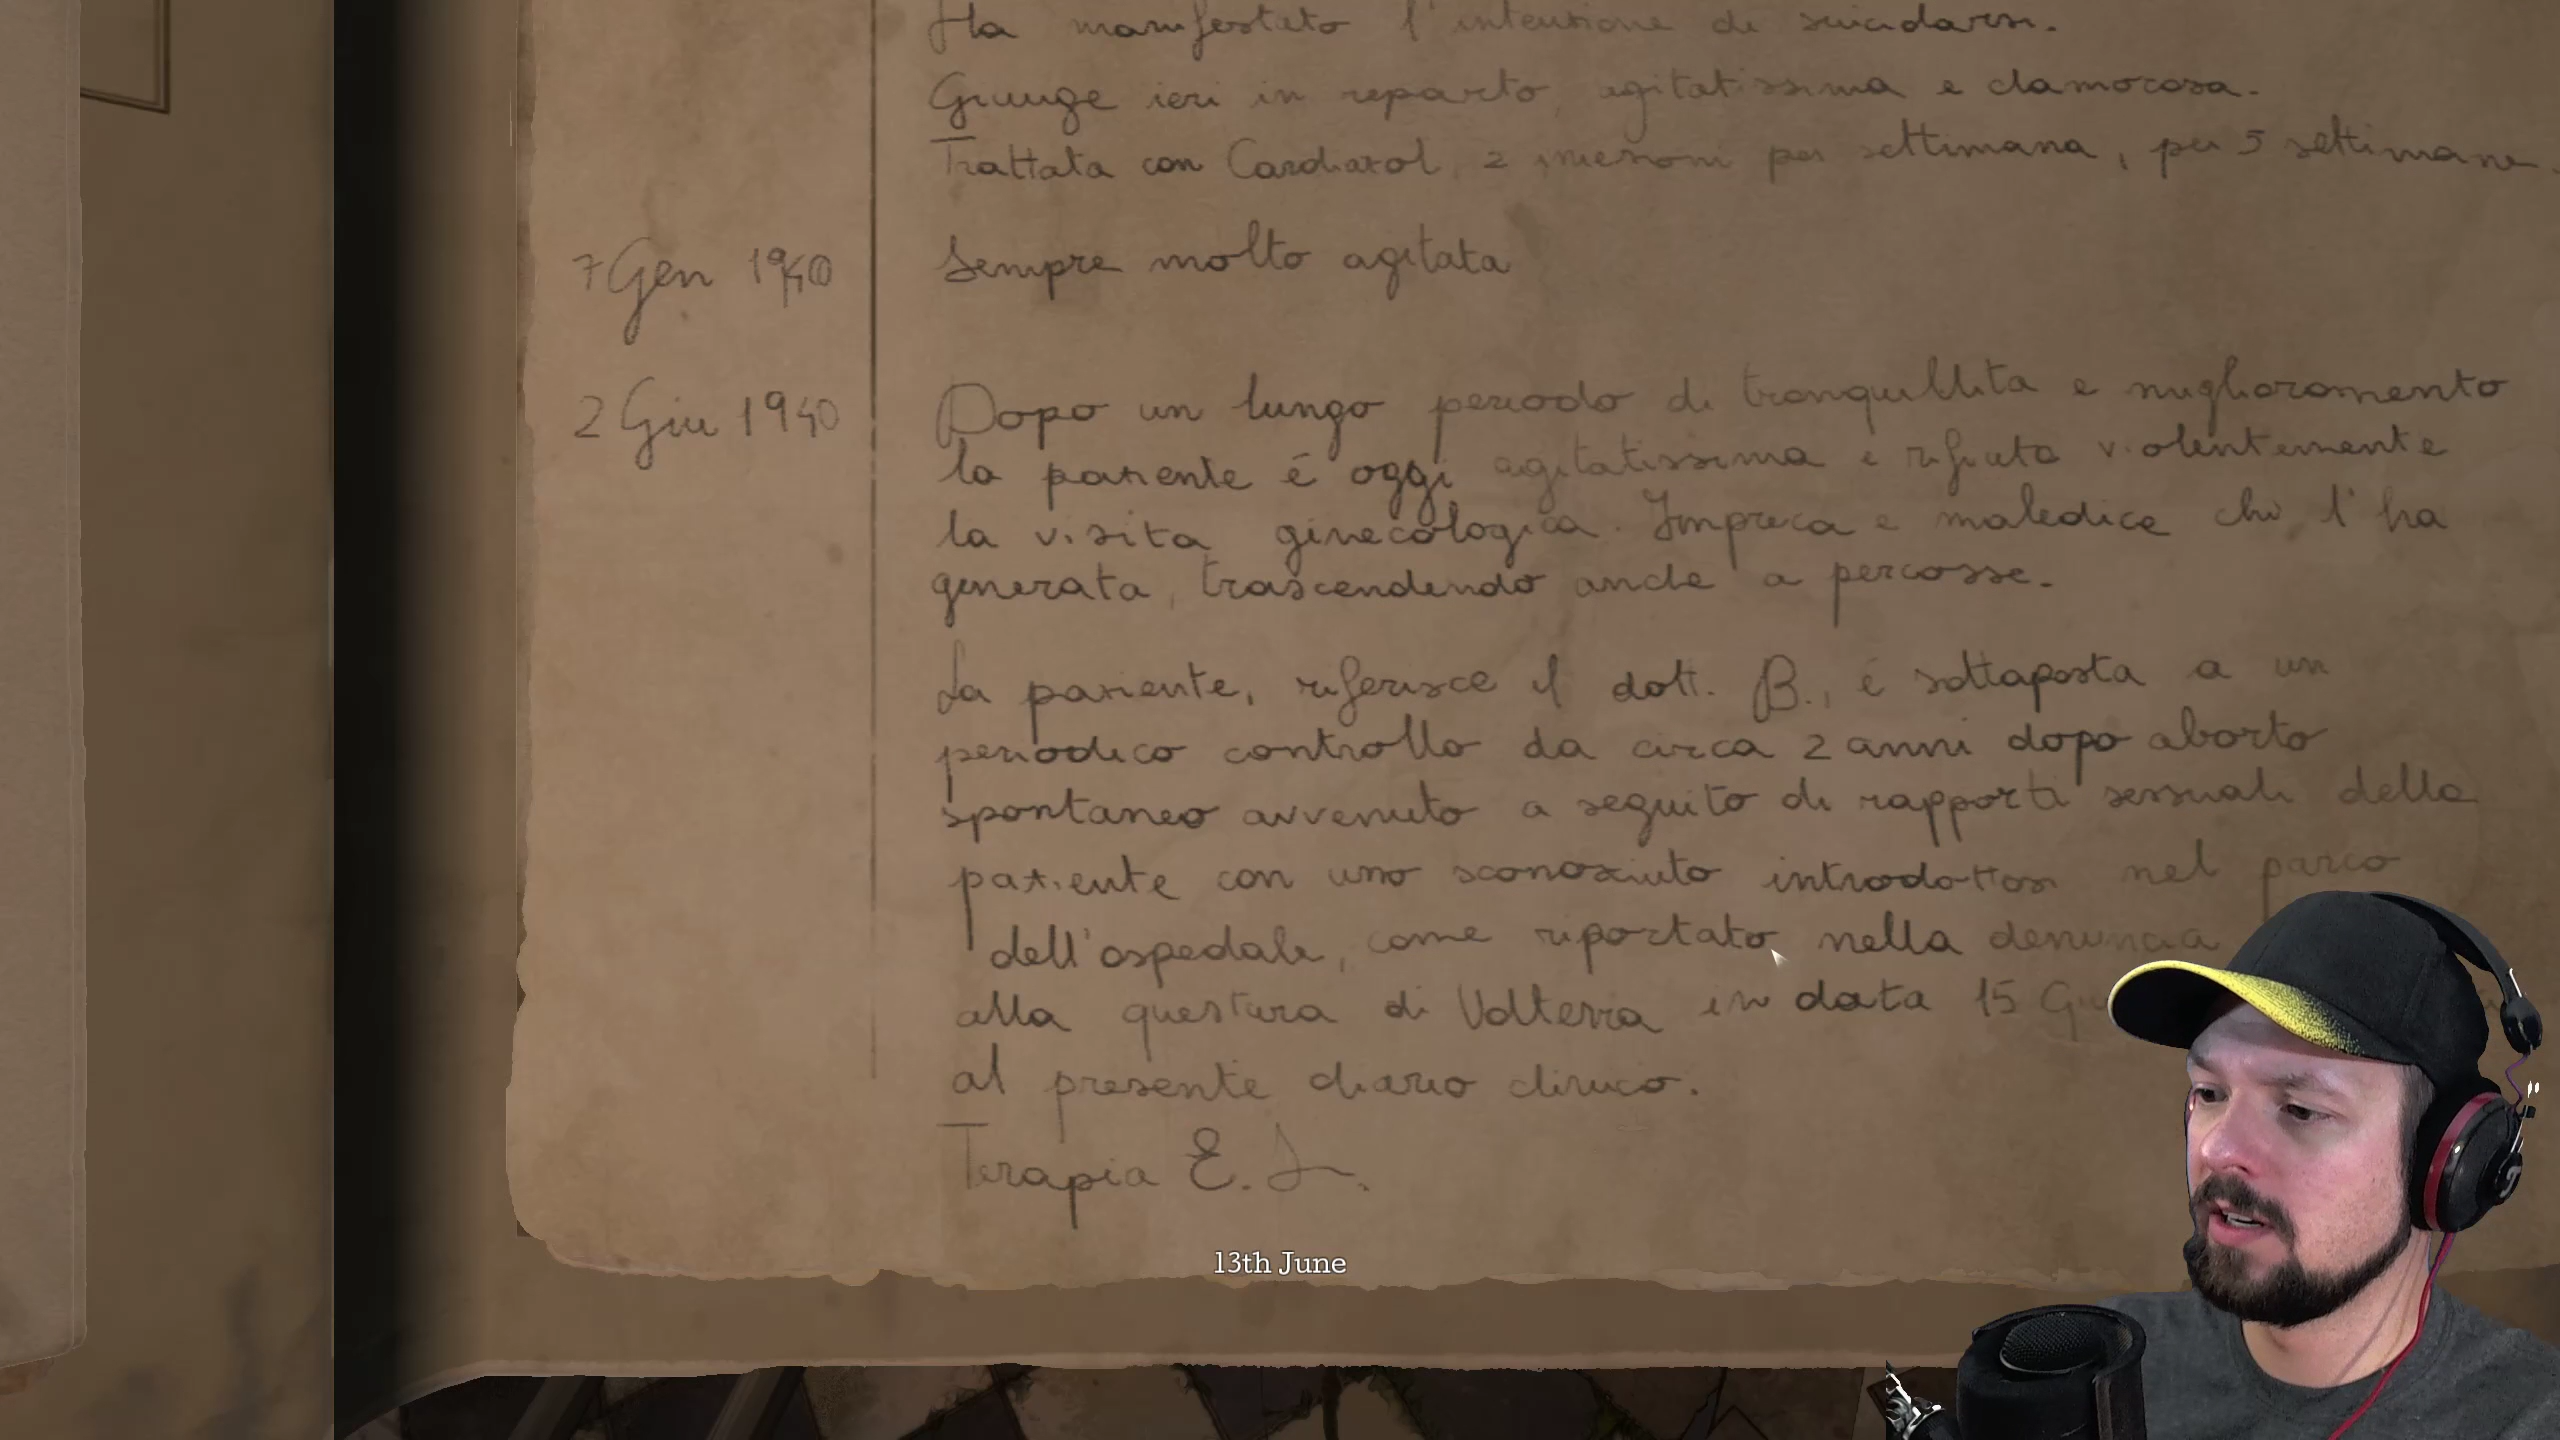 Ha manifestato l'intenzione di suicidarsi.
Giunge ieri in reparto, agitatissima e clamorosa.
Trattata con Cardiazol, 2 iniezioni per settimana, per 5 settimane.
7 Gen 1940 Sempre molto agitata
2 Giu 1940 Dopo un lungo periodo di tranquillità e miglioramento
la paziente é oggi agitatissima e rifiuta violentemente
la visita ginecologica. Impreca e maledice chi l'ha
generata, trascendendo anche a percosse.
La paziente, riferisce il dott. B., é sottoposta a un
periodico controllo da circa 2 anni dopo aborto
spontaneo avvenuto a seguito di rapporti sessuali della
paziente con uno sconosciuto introdottosi nel parco
dell'ospedale, come riportato nella denuncia
alla questura di Volterra in data 15
al presente diario clinico.
Terapia E.
13th June